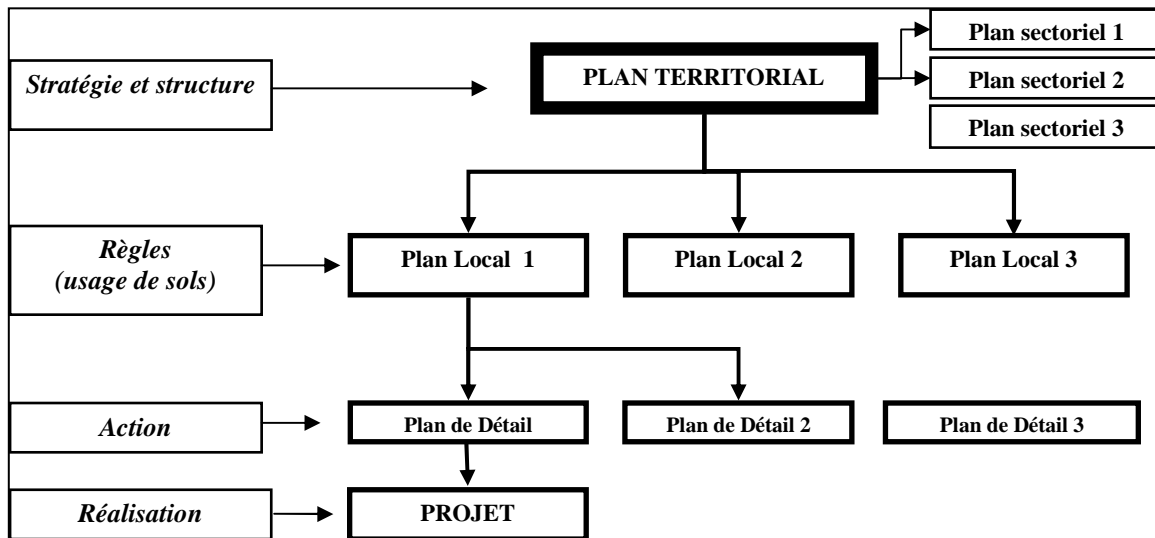 Plan sectoriel 1
Stratégie et structure
PLAN TERRITORIAL
Plan sectoriel 2
Plan sectoriel 3
Règles
(usage de sols)
Plan Local 1
Plan Local 2
Plan Local 3
Action
Plan de Détail
Plan de Détail 2
Plan de Détail 3
Réalisation
PROJET